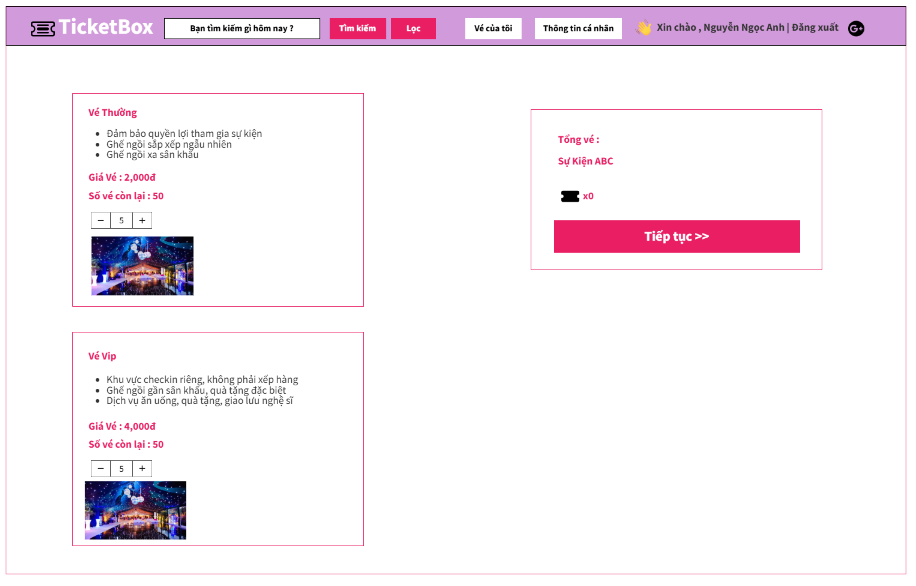 TicketBox
Bạn tìm kiếm gì hôm nay ?
Tìm kiếm
Lọc
Vé của tôi
Thông tin cá nhân
Xin chào , Nguyễn Ngọc Anh | Đăng xuất
G+
Vé Thường
Đảm bảo quyền lợi tham gia sự kiện
Ghế ngồi sắp xếp ngẫu nhiên
Ghế ngồi xa sân khấu
Giá Vé : 2,000đ
Số vé còn lại : 50
− 5 +
Tổng vé :
Sự Kiện ABC
x0
Tiếp tục >>
Vé Vip
Khu vực checkin riêng, không phải xếp hàng
Ghế ngồi gần sân khấu, quà tặng đặc biệt
Dịch vụ ăn uống, quà tặng, giao lưu nghệ sĩ
Giá Vé : 4,000đ
Số vé còn lại : 50
− 5 +